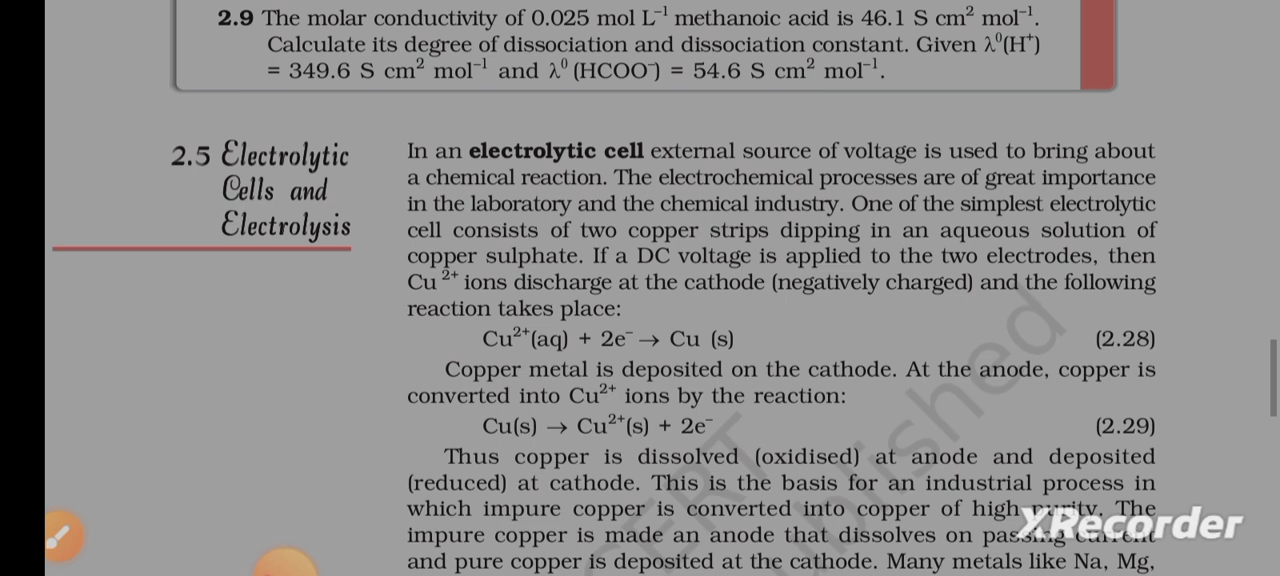 2.9 The molar conductivity of 0.025 mol L⁻¹ methanoic acid is 46.1 S cm² mol⁻¹.
Calculate its degree of dissociation and dissociation constant. Given λ⁰(H⁺)
= 349.6 S cm² mol⁻¹ and λ⁰ (HCOO⁻) = 54.6 S cm² mol⁻¹.
2.5 Electrolytic
Cells and
Electrolysis
In an electrolytic cell external source of voltage is used to bring about
a chemical reaction. The electrochemical processes are of great importance
in the laboratory and the chemical industry. One of the simplest electrolytic
cell consists of two copper strips dipping in an aqueous solution of
copper sulphate. If a DC voltage is applied to the two electrodes, then
Cu ²⁺ ions discharge at the cathode (negatively charged) and the following
reaction takes place:
Cu²⁺(aq) + 2e⁻ → Cu (s) (2.28)
Copper metal is deposited on the cathode. At the anode, copper is
converted into Cu²⁺ ions by the reaction:
Cu(s) → Cu²⁺(s) + 2e⁻ (2.29)
Thus copper is dissolved (oxidised) at anode and deposited
(reduced) at cathode. This is the basis for an industrial process in
which impure copper is converted into copper of high purity. The
impure copper is made an anode that dissolves on passing current
and pure copper is deposited at the cathode. Many metals like Na, Mg,
XRecorder